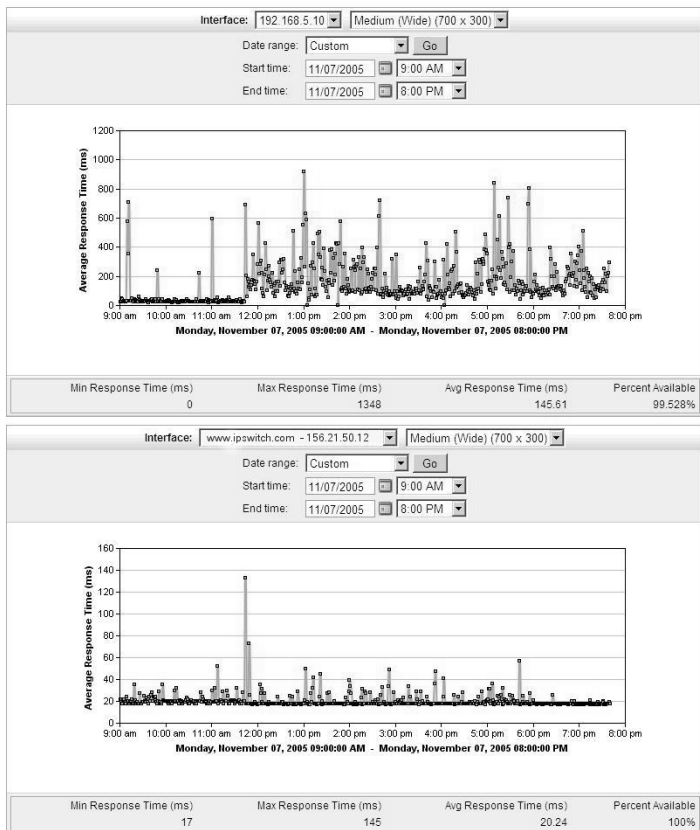 Interface: 192.168.5.10 Medium (Wide) (700 x 300)
Date range: Custom Go
Start time: 11/07/2005 9:00 AM
End time: 11/07/2005 8:00 PM
1200
1000
800
600
400
200
0
Average Response Time (ms)
9:00 am 10:00 am 11:00 am 12:00 pm 1:00 pm 2:00 pm 3:00 pm 4:00 pm 5:00 pm 6:00 pm 7:00 pm 8:00 pm
Monday, November 07, 2005 09:00:00 AM - Monday, November 07, 2005 08:00:00 PM
Min Response Time (ms) Max Response Time (ms) Avg Response Time (ms) Percent Available
0 1348 145.61 99.528%
Interface: www.ipswitch.com - 156.21.50.12 Medium (Wide) (700 x 300)
Date range: Custom Go
Start time: 11/07/2005 9:00 AM
End time: 11/07/2005 8:00 PM
160
140
120
100
80
60
40
20
0
Average Response Time (ms)
9:00 am 10:00 am 11:00 am 12:00 pm 1:00 pm 2:00 pm 3:00 pm 4:00 pm 5:00 pm 6:00 pm 7:00 pm 8:00 pm
Monday, November 07, 2005 09:00:00 AM - Monday, November 07, 2005 08:00:00 PM
Min Response Time (ms) Max Response Time (ms) Avg Response Time (ms) Percent Available
17 145 20.24 100%